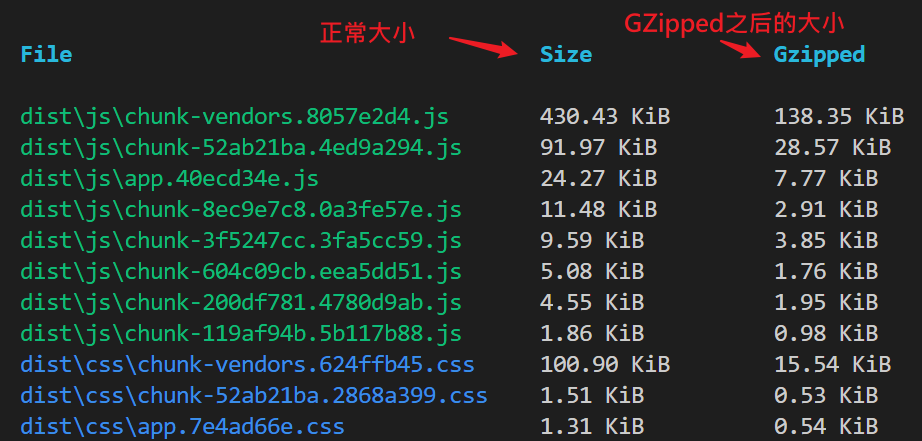 正常大小 GZipped之后的大小
File Size Gzipped
dist\js\chunk-vendors.8057e2d4.js 430.43 KiB 138.35 KiB
dist\js\chunk-52ab21ba.4ed9a294.js 91.97 KiB 28.57 KiB
dist\js\app.40ecd34e.js 24.27 KiB 7.77 KiB
dist\js\chunk-8ec9e7c8.0a3fe57e.js 11.48 KiB 2.91 KiB
dist\js\chunk-3f5247cc.3fa5cc59.js 9.59 KiB 3.85 KiB
dist\js\chunk-604c09cb.eea5dd51.js 5.08 KiB 1.76 KiB
dist\js\chunk-200df781.4780d9ab.js 4.55 KiB 1.95 KiB
dist\js\chunk-119af94b.5b117b88.js 1.86 KiB 0.98 KiB
dist\css\chunk-vendors.624ffb45.css 100.90 KiB 15.54 KiB
dist\css\chunk-52ab21ba.2868a399.css 1.51 KiB 0.53 KiB
dist\css\app.7e4ad66e.css 1.31 KiB 0.54 KiB